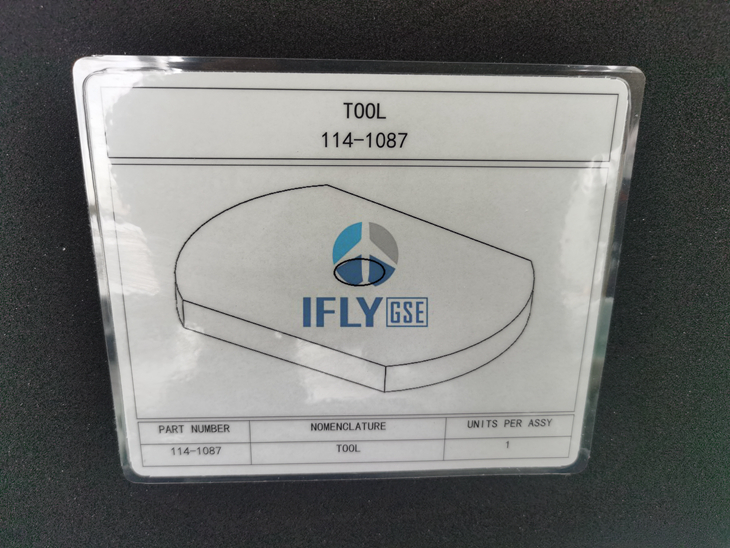 TOOL
114-1087
IFLY GSE
PART NUMBER NOMENCLATURE UNITS PER ASSY
114-1087 TOOL 1